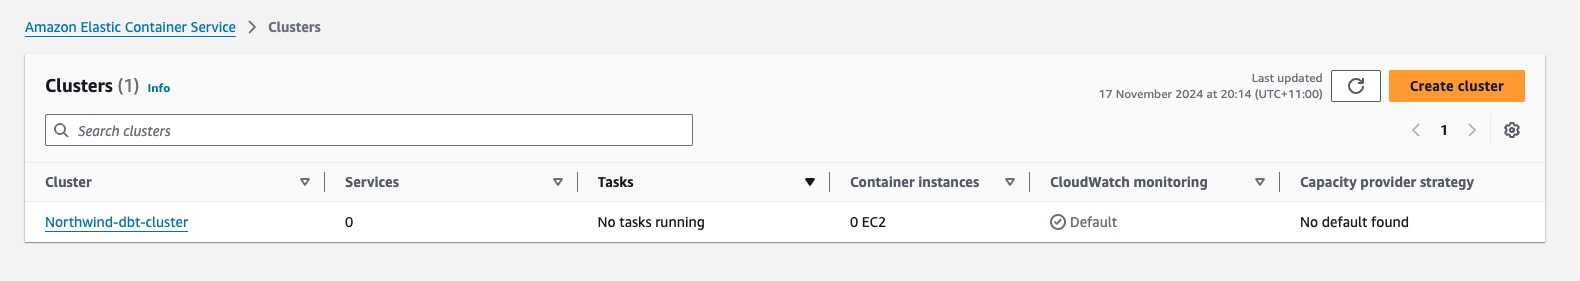 Amazon Elastic Container Service > Clusters
Clusters (1) Info
Last updated
17 November 2024 at 20:14 (UTC+11:00)
Create cluster
Search clusters
1
Cluster Services Tasks Container instances CloudWatch monitoring Capacity provider strategy
Northwind-dbt-cluster 0 No tasks running 0 EC2 Default No default found